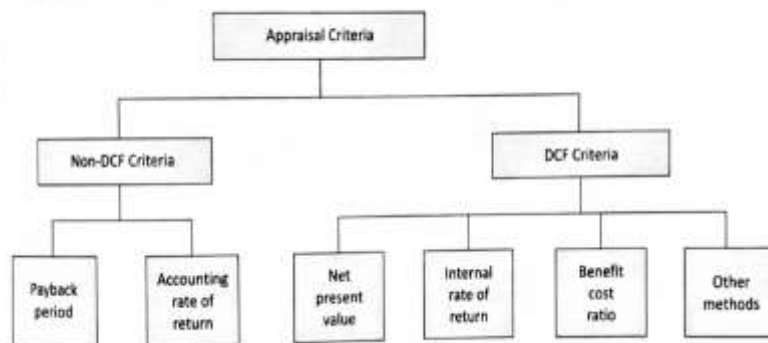 Appraisal Criteria
Non-DCF Criteria
DCF Criteria
Payback
period
Accounting
rate of
return
Net
present
value
Internal
rate of
return
Benefit
cost
ratio
Other
methods